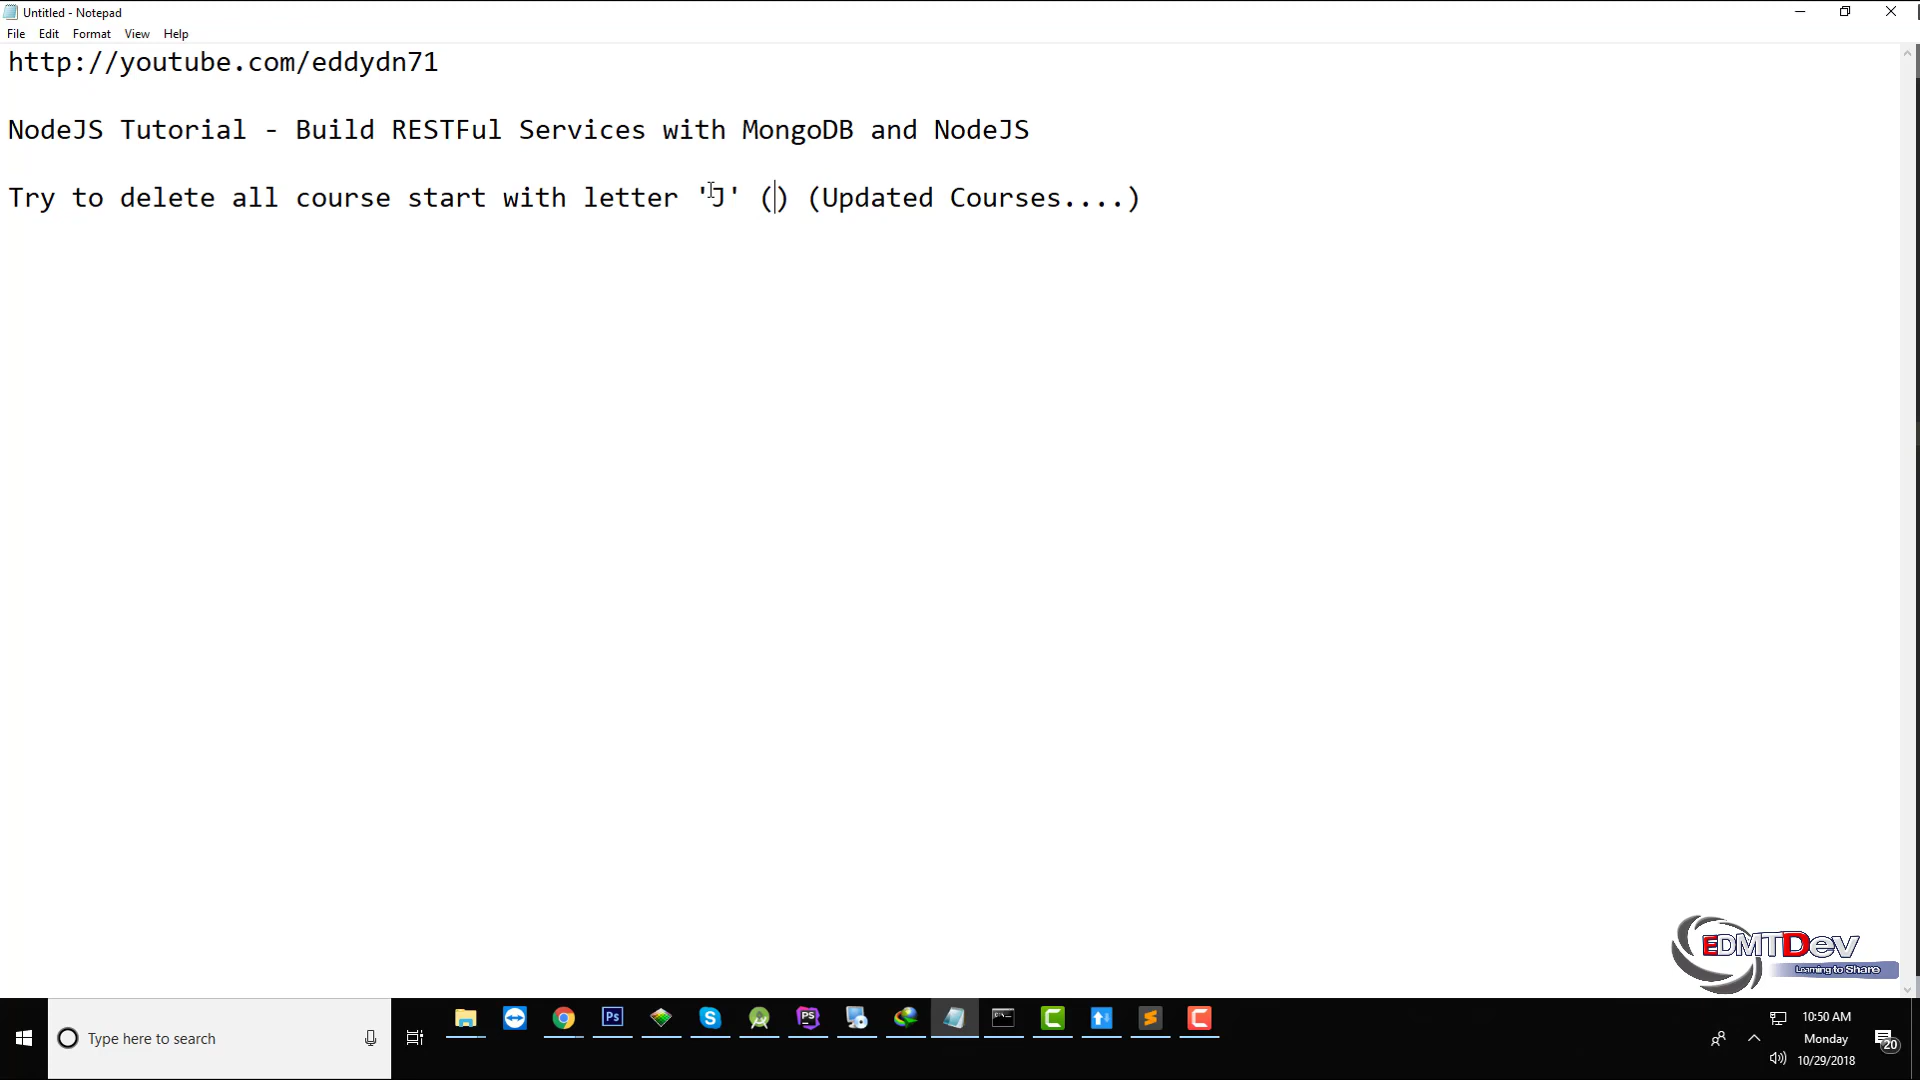 Untitled - Notepad
File Edit Format View Help
http://youtube.com/eddydn71
NodeJS Tutorial - Build RESTFul Services with MongoDB and NodeJS
Try to delete all course start with letter 'J' () (Updated Courses....)
EDMTDev
Learning to Share
Type here to search
Ps
PS
10:50 AM
Monday
10/29/2018
20